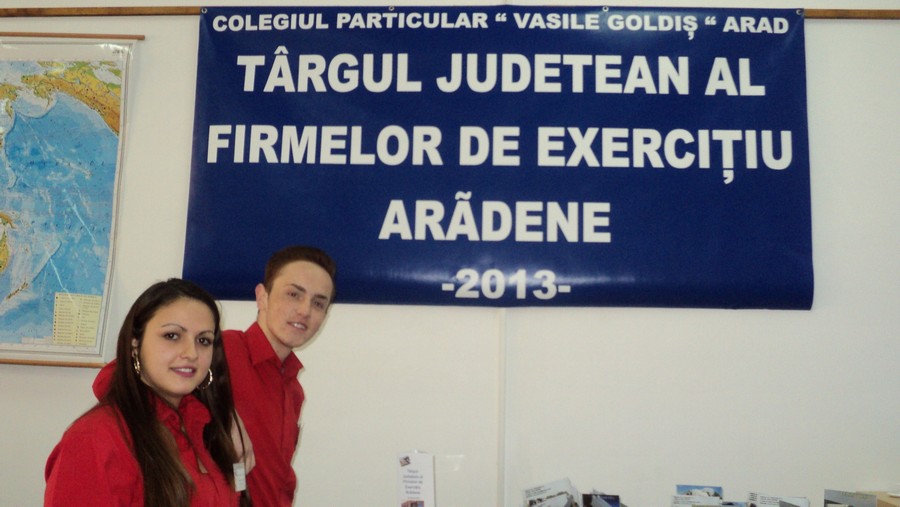 COLEGIUL PARTICULAR “ VASILE GOLDIȘ “ ARAD
TÂRGUL JUDETEAN AL
FIRMELOR DE EXERCIȚIU
ARÃDENE
-2013-